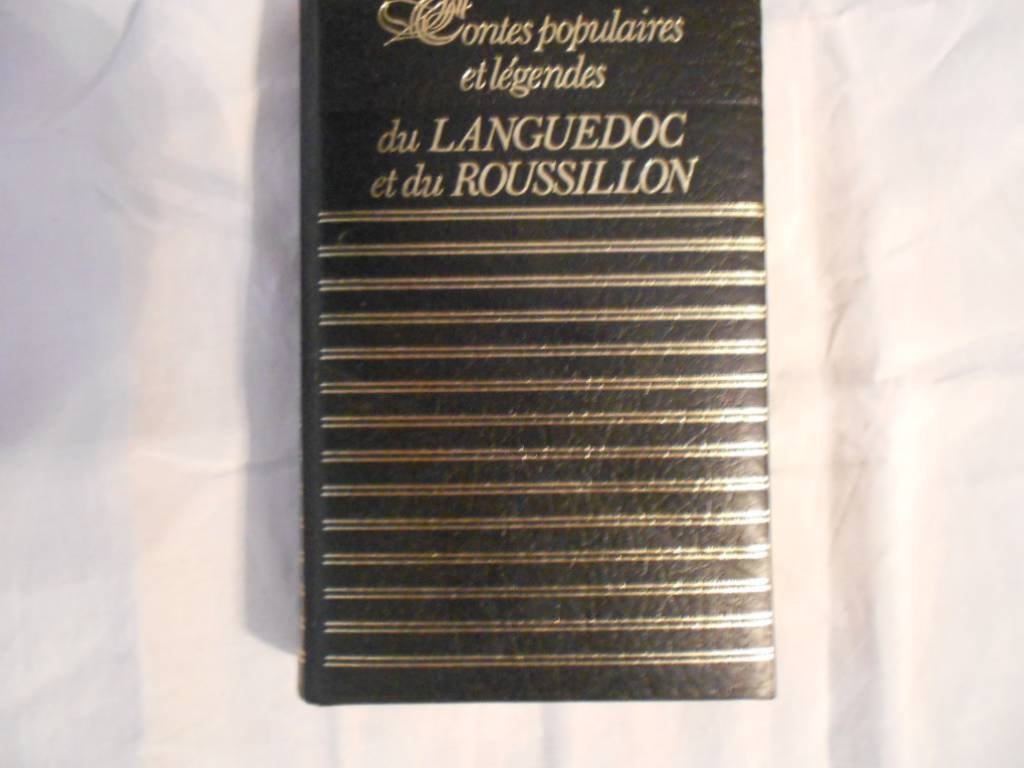 Contes populaires
et légendes
du LANGUEDOC
et du ROUSSILLON